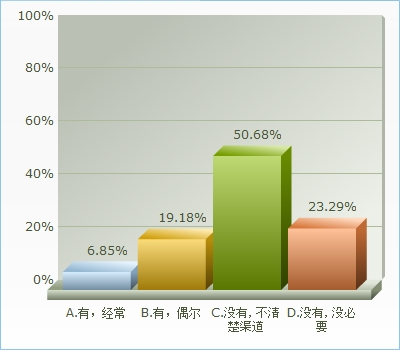 100%
80%
60%
40%
20%
0%
6.85%
19.18%
50.68%
23.29%
A.有，经常
B.有，偶尔
C.没有, 不清
楚渠道
D.没有, 没必
要